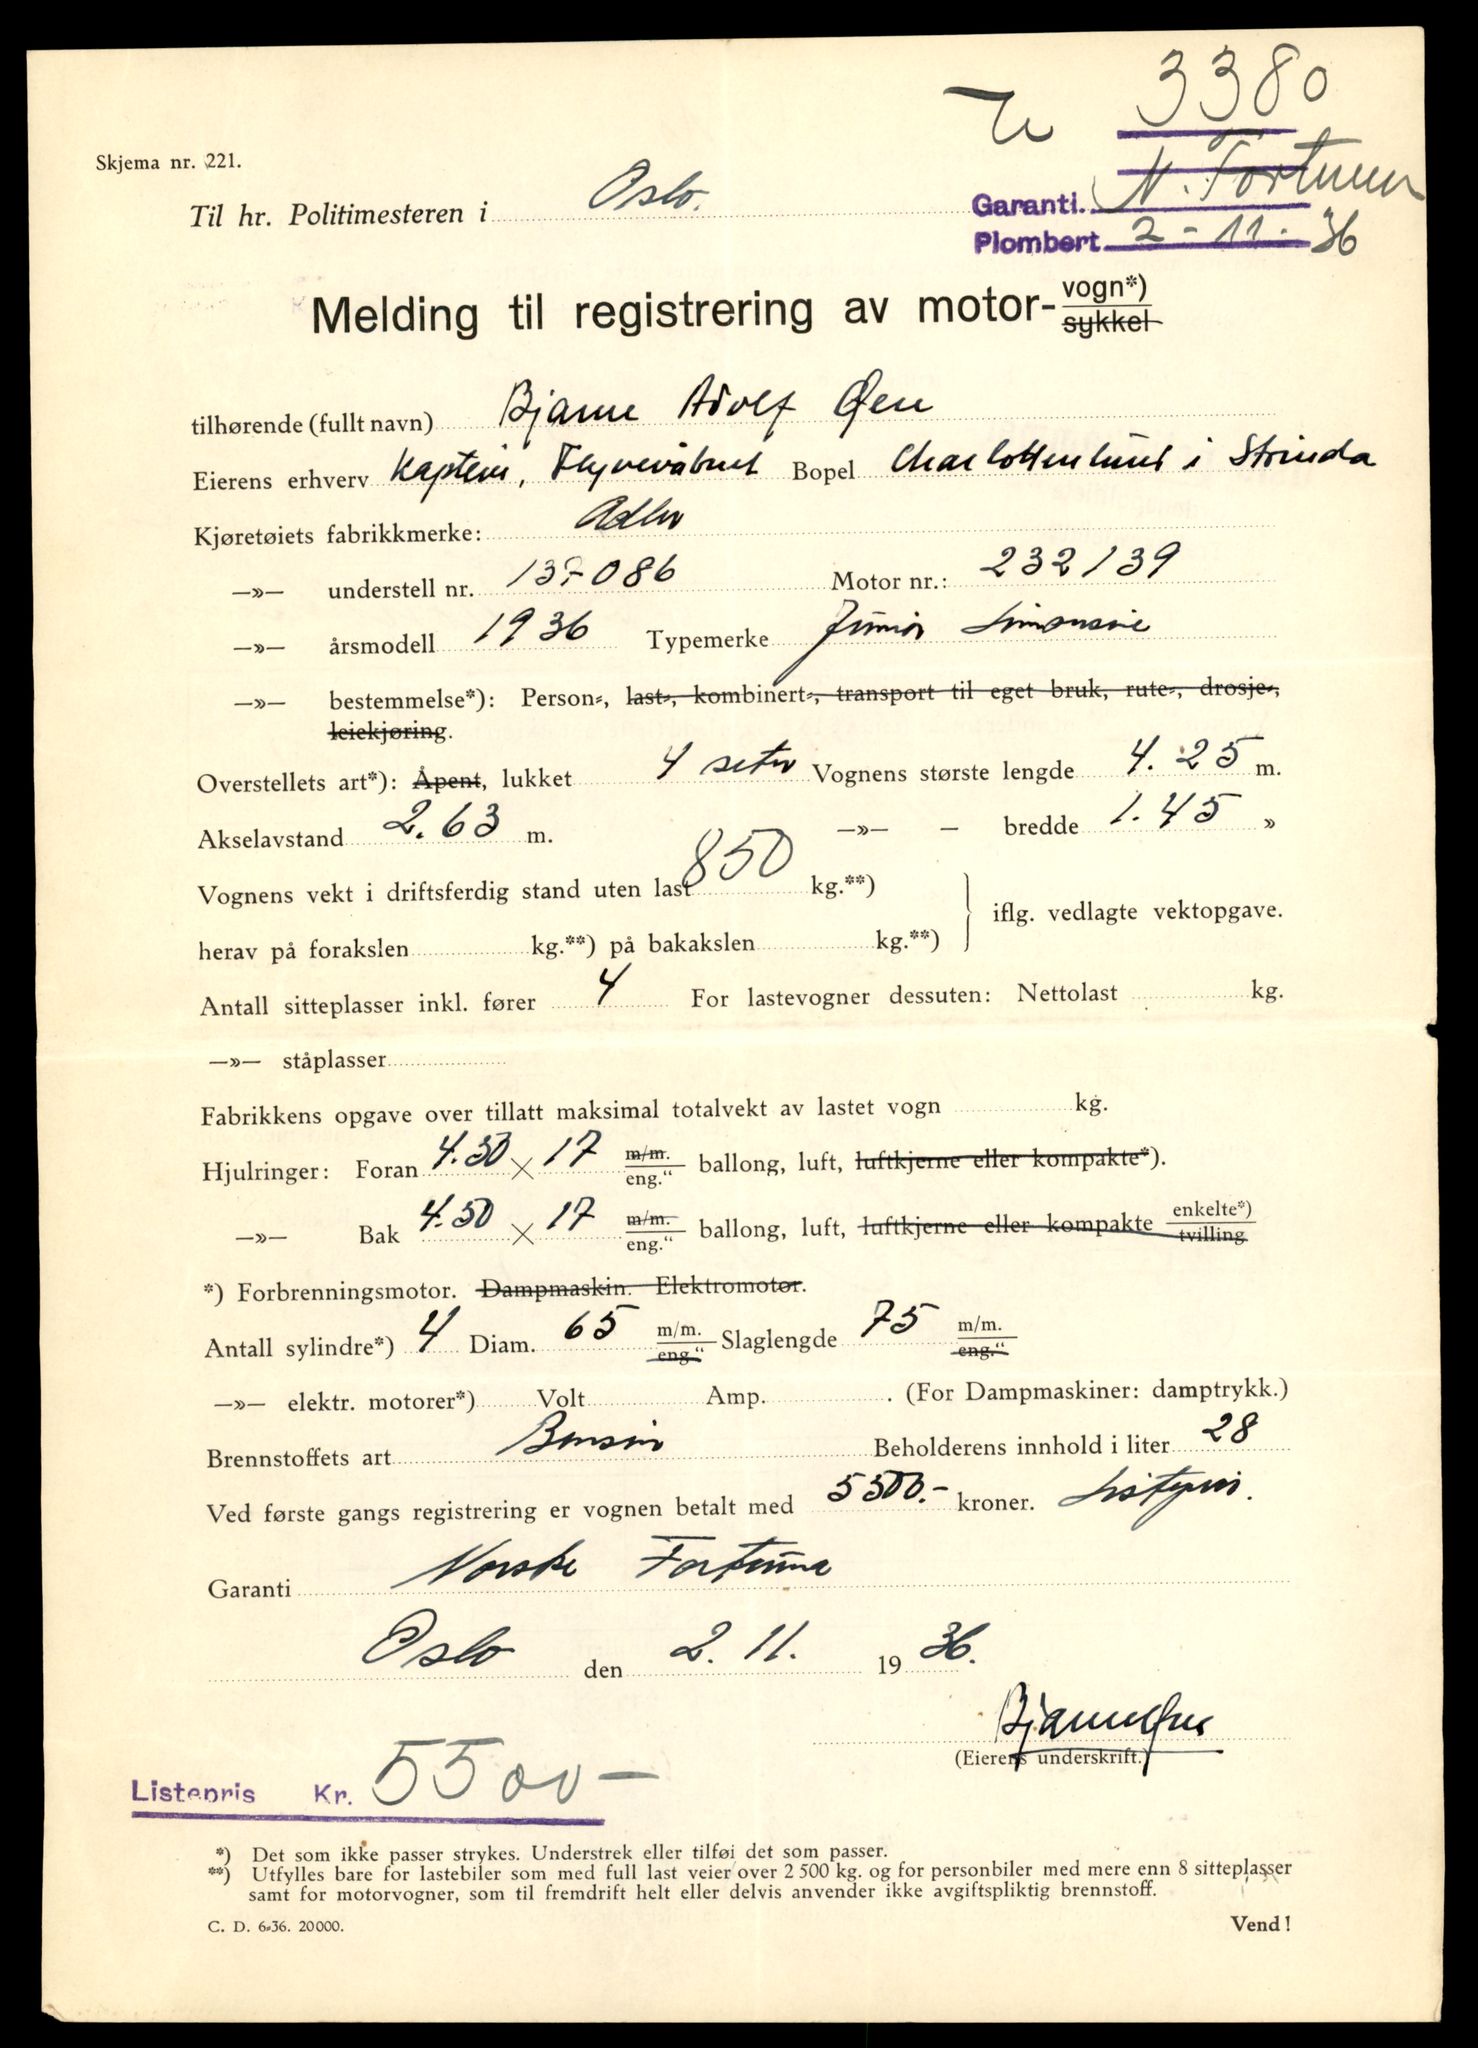 U 3380
Skjema nr. 221.
Til hr. Politimesteren i Oslo.
Garanti. N. Fortuna
Plombert 2-11-36
Melding til registrering av motor-vogn*)
sykkel
tilhørende (fullt navn) Bjarne Adolf Øen
Eierens erhverv Kaptein, Flyvevåbnet Bopel Charlottenlund i Strinda
Kjøretøiets fabrikkmerke: Adler
—»— understell nr. 137086 Motor nr.: 232139
—»— årsmodell 1936 Typemerke Junior Limousine
—»— bestemmelse*): Person-, last-, kombinert-, transport til eget bruk, rute-, drosje-,
leiekjøring.
Overstellets art*): Åpent, lukket 4 seter Vognens største lengde 4.25 m.
Akselavstand 2.63 m. —»— — bredde 1.45 »
Vognens vekt i driftsferdig stand uten last 850 kg.**)
iflg. vedlagte vektopgave.
herav på forakslen kg.**) på bakakslen kg.**)
Antall sitteplasser inkl. fører 4 For lastevogner dessuten: Nettolast kg.
—»— ståplasser
Fabrikkens opgave over tillatt maksimal totalvekt av lastet vogn kg.
Hjulringer: Foran 4.50 × 17 m/m. eng." ballong, luft, luftkjerne eller kompakte*).
—»— Bak 4.50 × 17 m/m. eng." ballong, luft, luftkjerne eller kompakte enkelte*) tvilling
*) Forbrenningsmotor. Dampmaskin. Elektromotor.
Antall sylindre*) 4 Diam. 65 m/m. eng." Slaglengde 75 m/m. eng."
—»— elektr. motorer*) Volt Amp. . (For Dampmaskiner: damptrykk.)
Brennstoffets art Bensin Beholderens innhold i liter 28
Ved første gangs registrering er vognen betalt med 5500.- kroner. Listepris.
Garanti Norske Fortuna
Oslo den 2. 11. 1936.
Bjarne Øen
(Eierens underskrift.)
Listepris Kr. 5500-
*) Det som ikke passer strykes. Understrek eller tilføi det som passer.
**) Utfylles bare for lastebiler som med full last veier over 2 500 kg. og for personbiler med mere enn 8 sitteplasser
samt for motorvogner, som til fremdrift helt eller delvis anvender ikke avgiftspliktig brennstoff.
C. D. 6-36. 20 000. Vend!